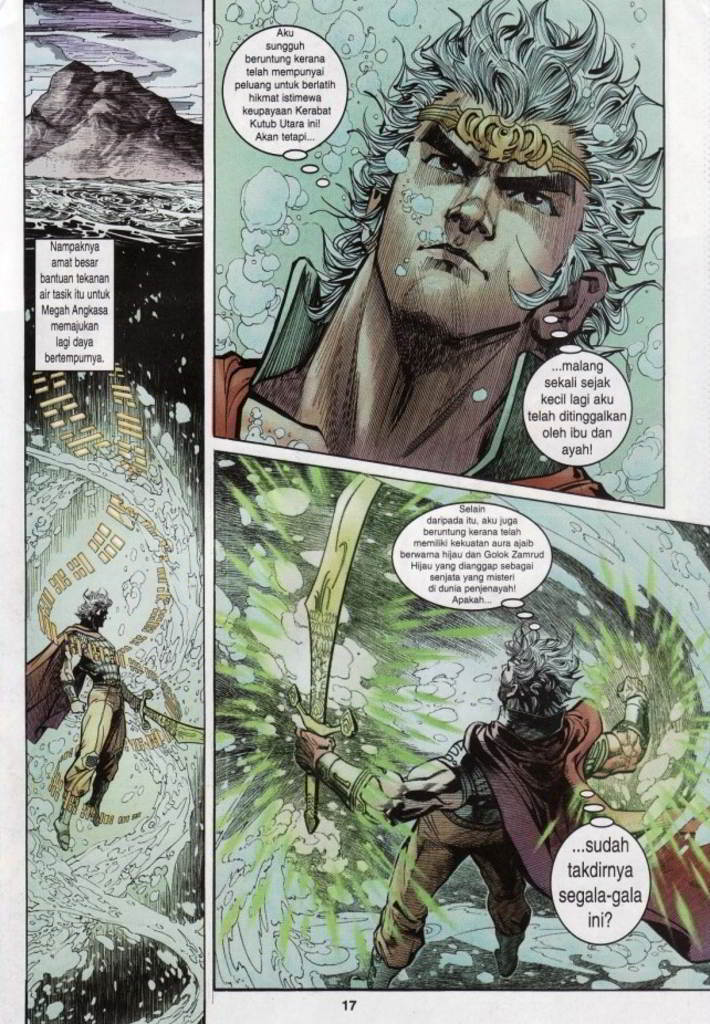 Nampaknya
amat besar
bantuan tekanan
air tasik itu untuk
Megah Angkasa
memajukan
lagi daya
bertempurnya.
Aku
sungguh
beruntung kerana
telah mempunyai
peluang untuk berlatih
hikmat istimewa
keupayaan Kerabat
Kutub Utara ini!
Akan tetapi...
...malang
sekali sejak
kecil lagi aku
telah ditinggalkan
oleh ibu dan
ayah!
Selain
daripada itu, aku juga
beruntung kerana telah
memiliki kekuatan aura ajaib
berwarna hijau dan Golok Zamrud
Hijau yang dianggap sebagai
senjata yang misteri
di dunia penjenayah!
Apakah...
...sudah
takdirnya
segala-gala
ini?
17